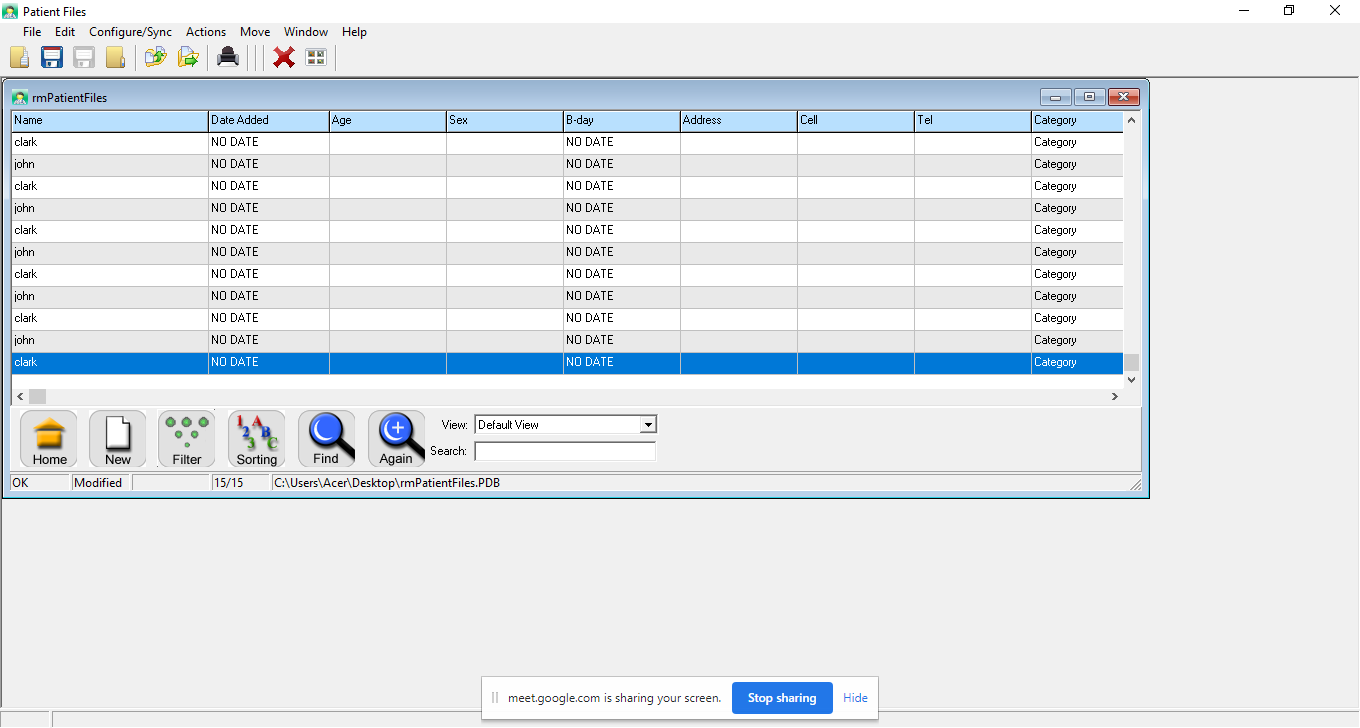 Patient Files
File Edit Configure/Sync Actions Move Window Help
rmPatientFiles
Name Date Added Age Sex B-day Address Cell Tel Category
clark NO DATE NO DATE Category
john NO DATE NO DATE Category
clark NO DATE NO DATE Category
john NO DATE NO DATE Category
clark NO DATE NO DATE Category
john NO DATE NO DATE Category
clark NO DATE NO DATE Category
john NO DATE NO DATE Category
clark NO DATE NO DATE Category
john NO DATE NO DATE Category
clark NO DATE NO DATE Category
View: Default View
Search:
Home New Filter Sorting Find Again
OK Modified 15/15 C:\Users\Acer\Desktop\rmPatientFiles.PDB
meet.google.com is sharing your screen. Stop sharing Hide